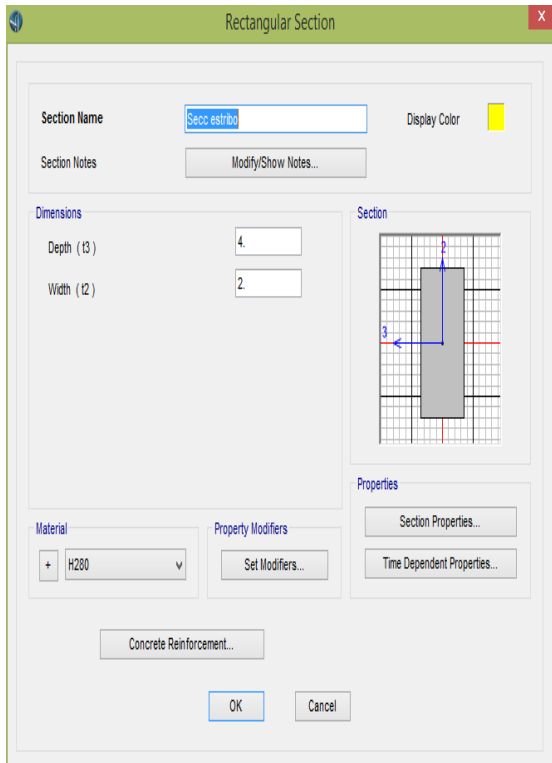 Rectangular Section
X
Section Name
Secc estribo
Display Color
Section Notes
Modify/Show Notes...
Dimensions
Depth ( t3 )
4.
Width ( t2 )
2.
Section
2
3
Properties
Section Properties...
Time Dependent Properties...
Material
+
H280
Property Modifiers
Set Modifiers...
Concrete Reinforcement...
OK
Cancel